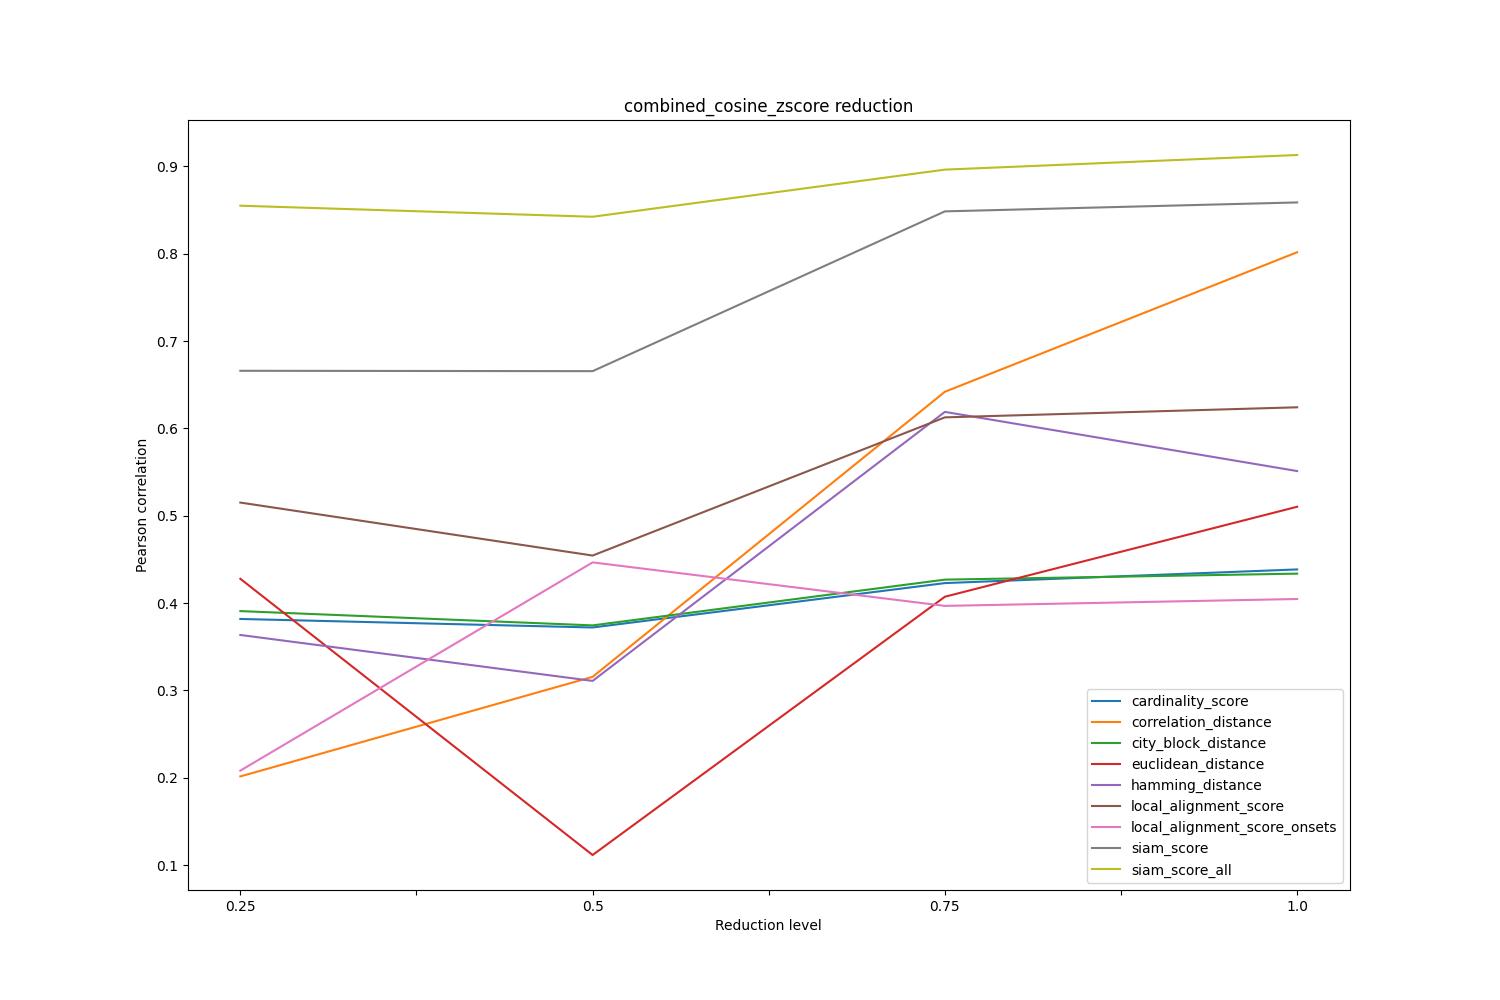 combined_cosine_zscore reduction
0.9
0.8
0.7
0.6
0.5
0.4
0.3
0.2
0.1
Pearson correlation
cardinality_score
correlation_distance
city_block_distance
euclidean_distance
hamming_distance
local_alignment_score
local_alignment_score_onsets
siam_score
siam_score_all
0.25 0.5 0.75 1.0
Reduction level